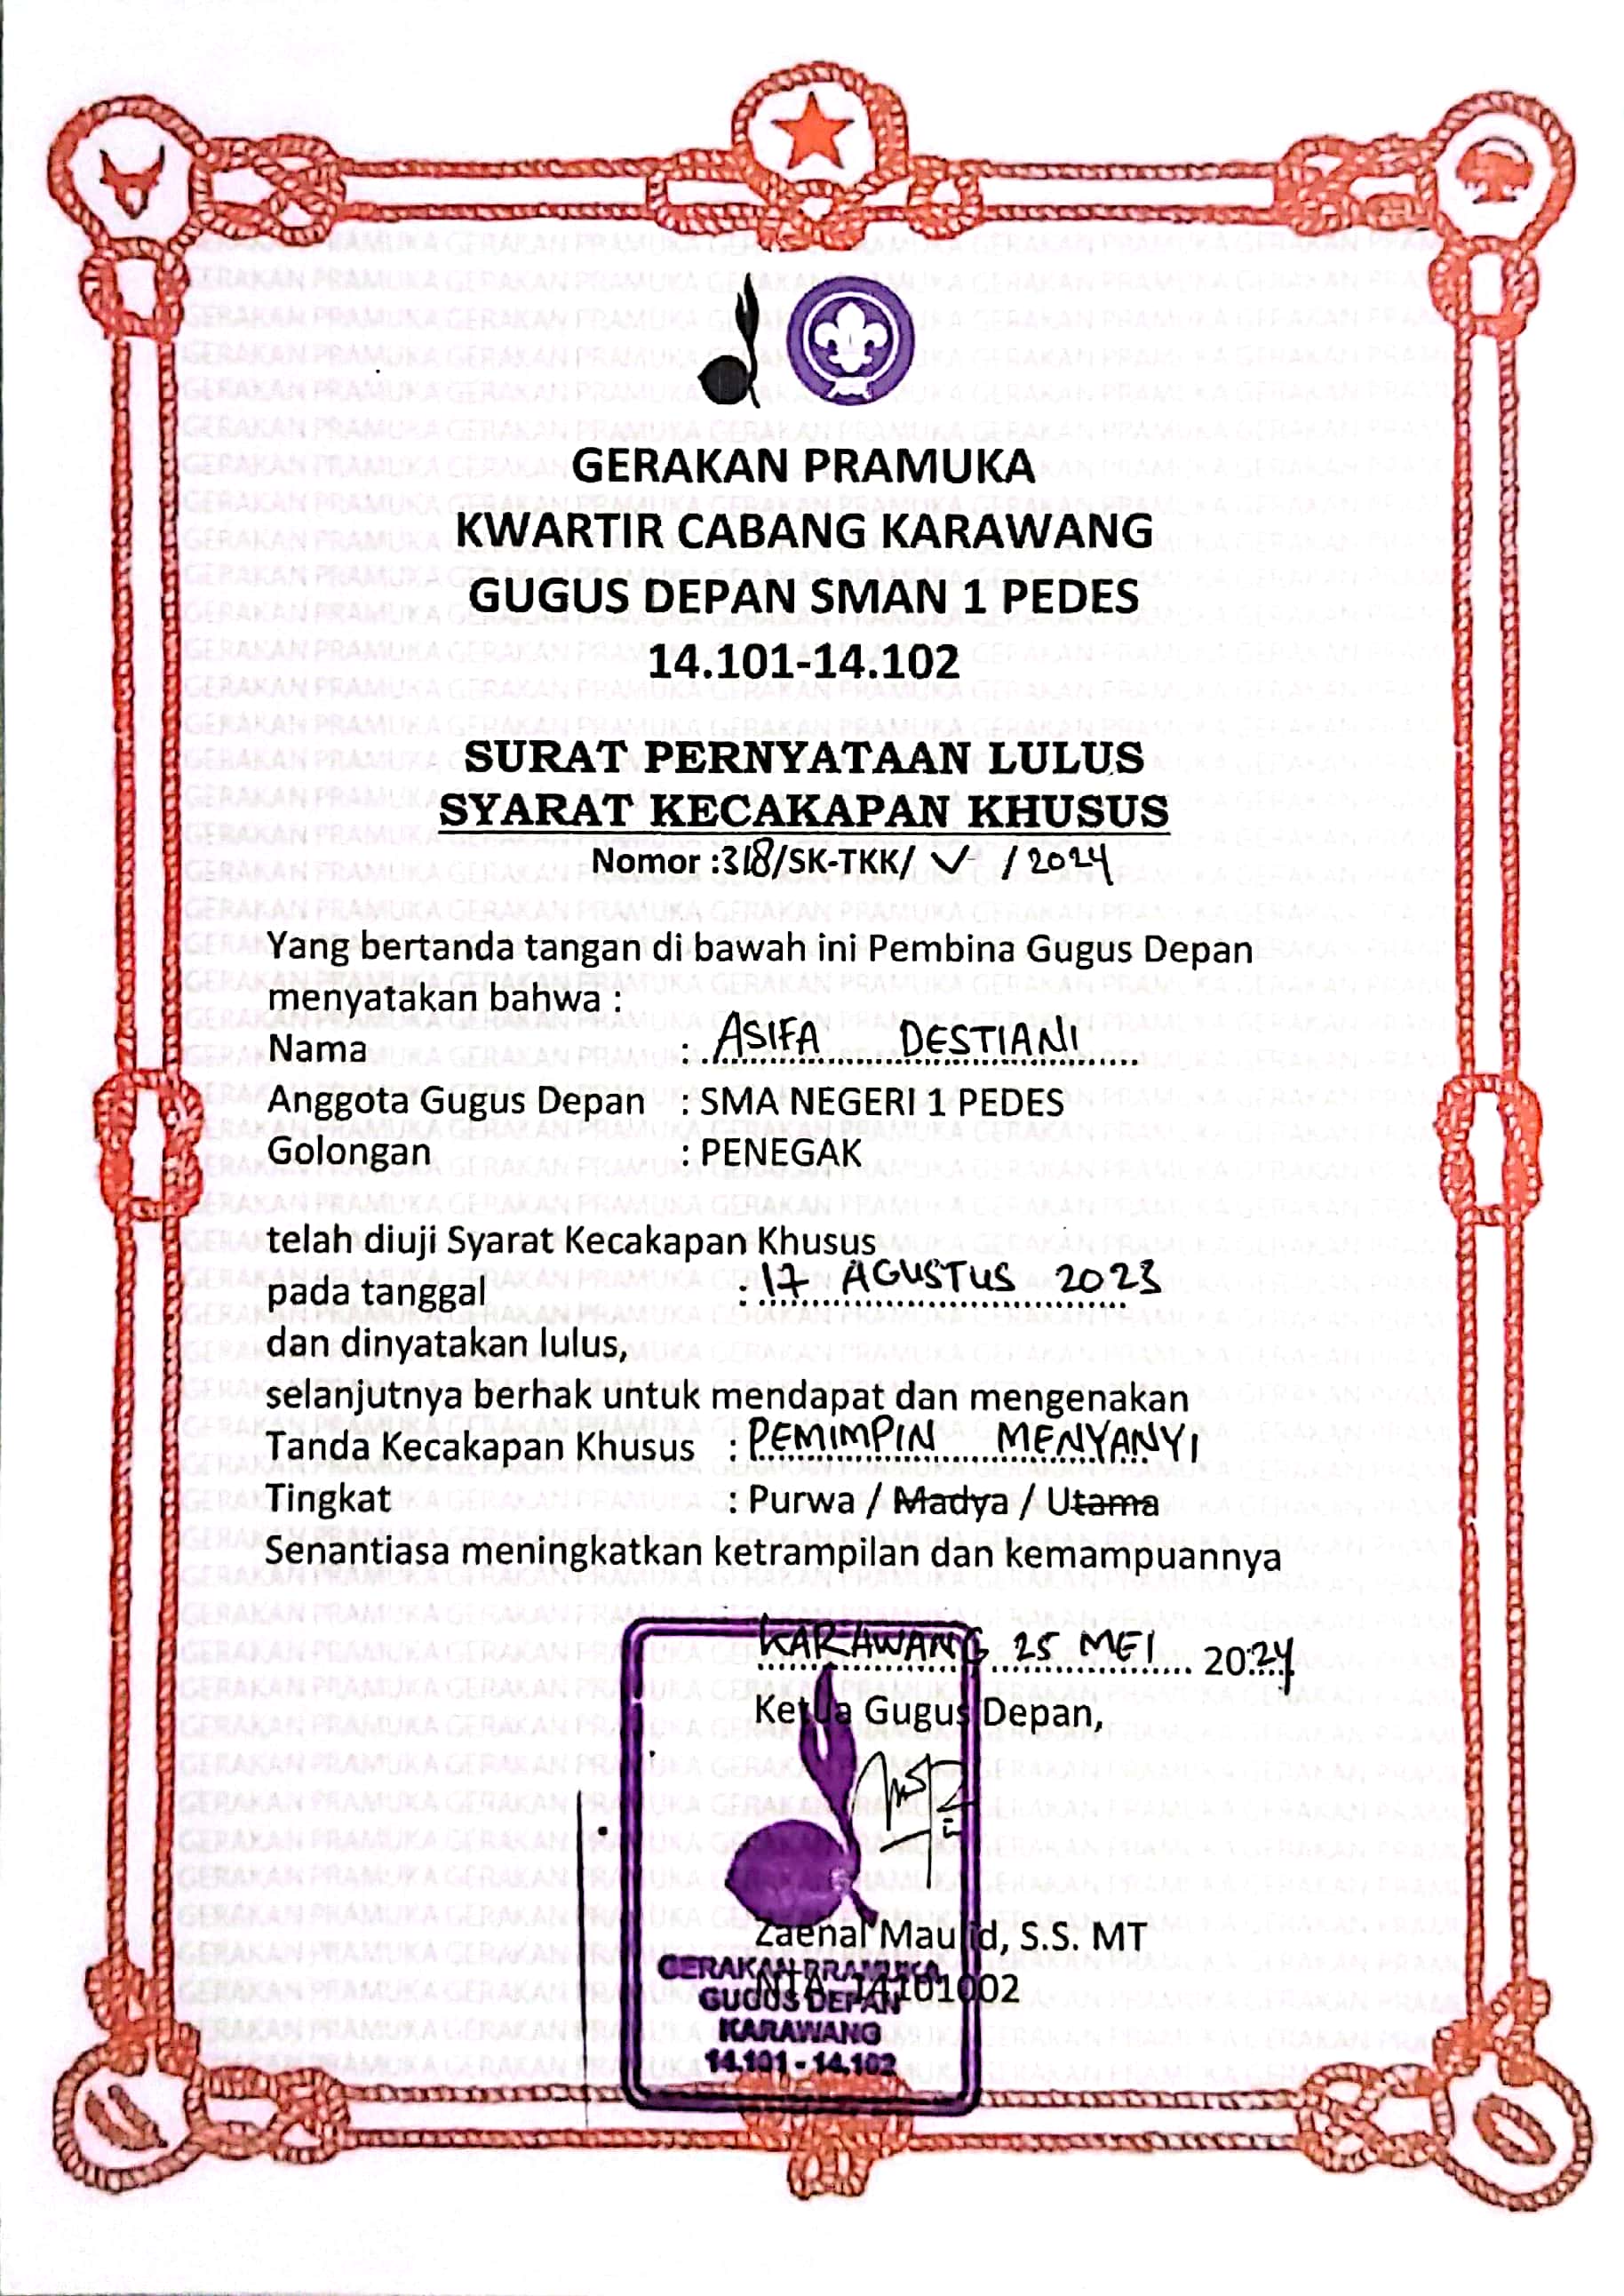 GERAKAN PRAMUKA
KWARTIR CABANG KARAWANG
GUGUS DEPAN SMAN 1 PEDES
14.101-14.102
SURAT PERNYATAAN LULUS
SYARAT KECAKAPAN KHUSUS
Nomor :318/SK-TKK/ V /2024
Yang bertanda tangan di bawah ini Pembina Gugus Depan
menyatakan bahwa :
Nama : ASIFA DESTIANI
Anggota Gugus Depan : SMA NEGERI 1 PEDES
Golongan : PENEGAK
telah diuji Syarat Kecakapan Khusus
pada tanggal : 17 AGUSTUS 2023
dan dinyatakan lulus,
selanjutnya berhak untuk mendapat dan mengenakan
Tanda Kecakapan Khusus : PEMIMPIN MENYANYI
Tingkat : Purwa / Madya / Utama
Senantiasa meningkatkan ketrampilan dan kemampuannya
KARAWANG 25 MEI 2024
Ketua Gugus Depan,
Zaenal Maulid, S.S. MT
NTA. 14101002
GERAKAN PRAMUKA
GUGUS DEPAN
KARAWANG
14.101 - 14.102